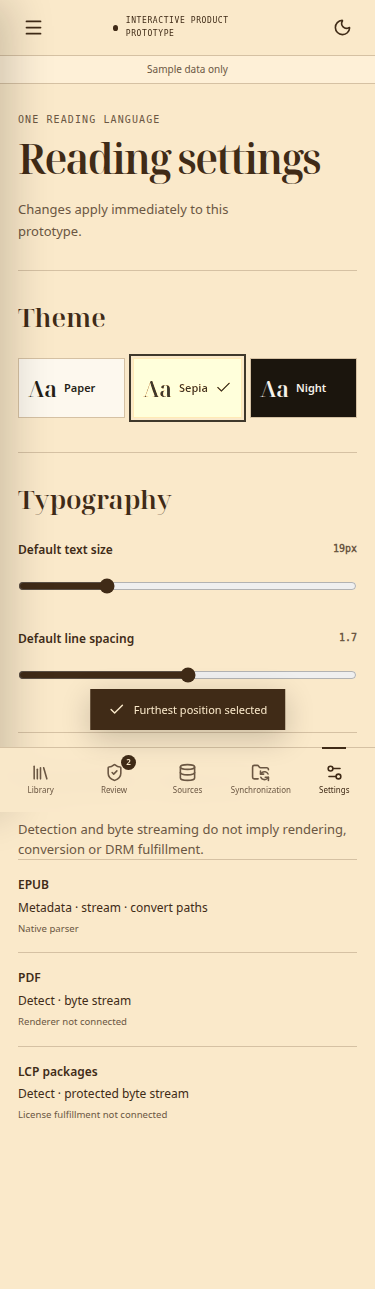 INTERACTIVE PRODUCT
PROTOTYPE
Sample data only
ONE READING LANGUAGE
Reading settings
Changes apply immediately to this
prototype.
Theme
Aa Paper
Aa Sepia
Aa Night
Typography
Default text size 19px
Default line spacing 1.7
Furthest position selected
Library
Review 2
Sources
Synchronization
Settings
Detection and byte streaming do not imply rendering,
conversion or DRM fulfillment.
EPUB
Metadata · stream · convert paths
Native parser
PDF
Detect · byte stream
Renderer not connected
LCP packages
Detect · protected byte stream
License fulfillment not connected